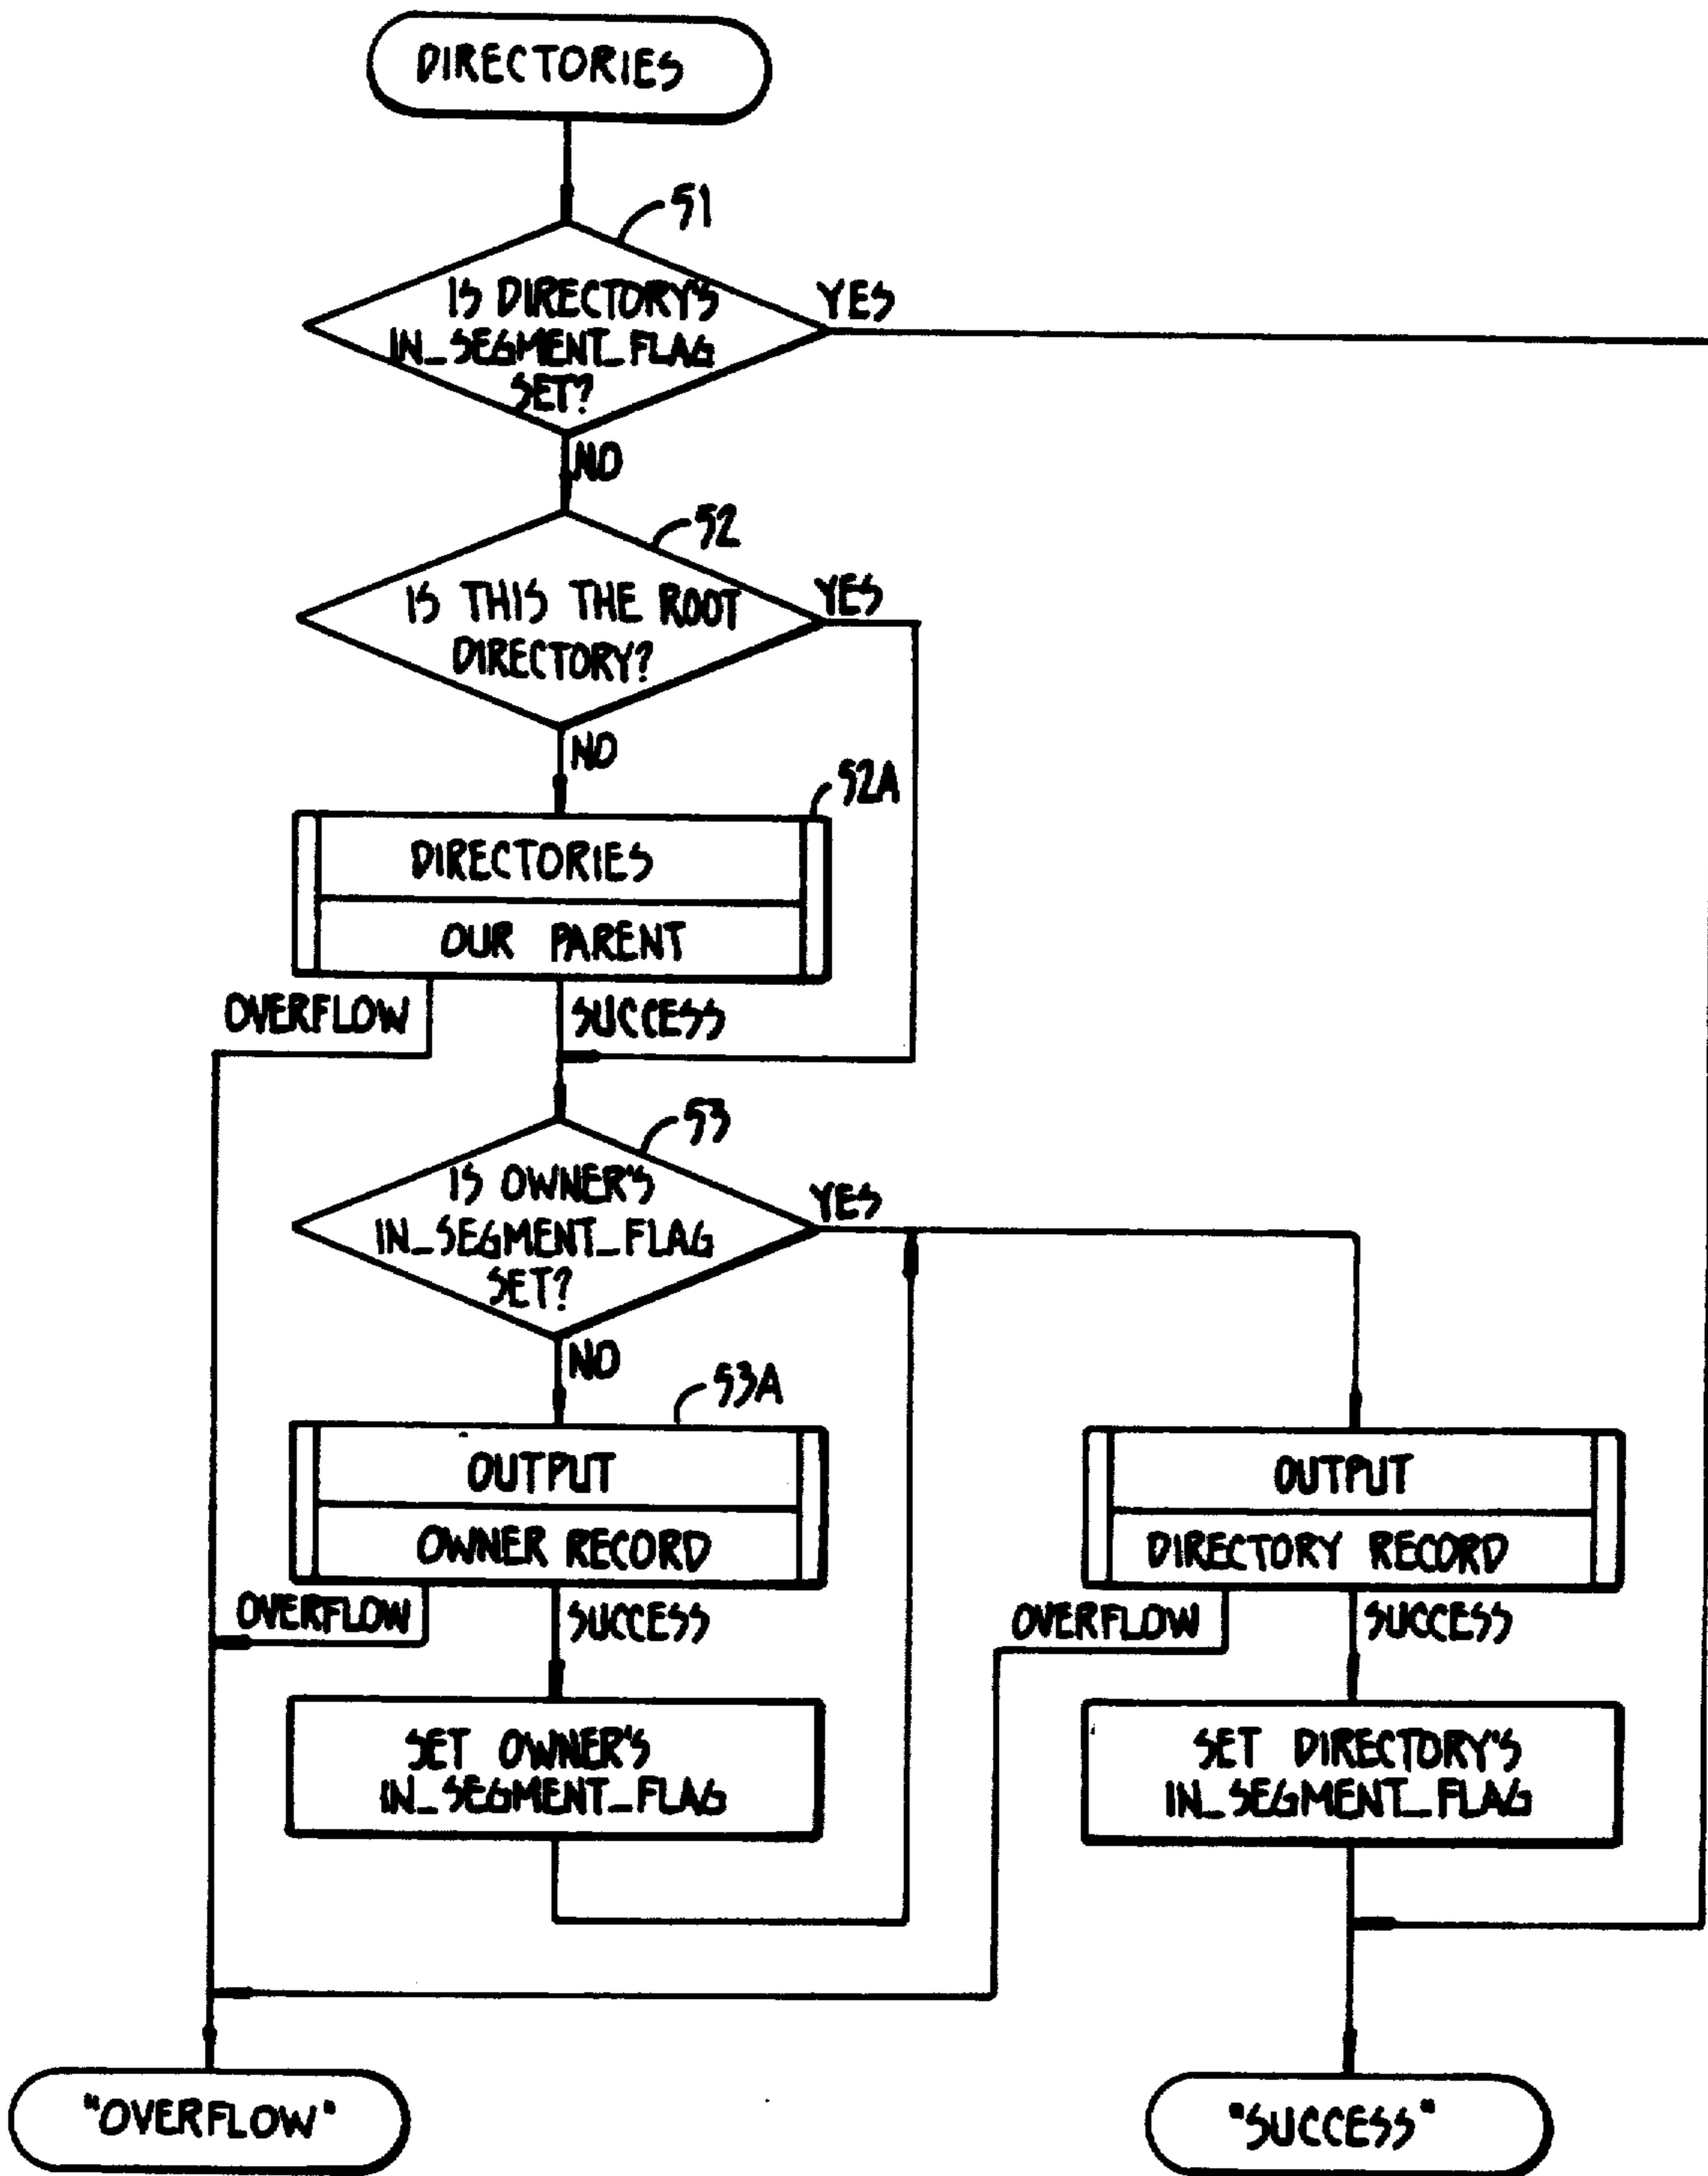 DIRECTORIES
51
IS DIRECTORY'S
IN_SEGMENT_FLAG
SET?
YES
NO
52
IS THIS THE ROOT
DIRECTORY?
YES
NO
52A
DIRECTORIES
OUR PARENT
OVERFLOW
SUCCESS
53
IS OWNER'S
IN_SEGMENT_FLAG
SET?
YES
NO
53A
OUTPUT
OWNER RECORD
OVERFLOW
SUCCESS
SET OWNER'S
IN_SEGMENT_FLAG
OUTPUT
DIRECTORY RECORD
OVERFLOW
SUCCESS
SET DIRECTORY'S
IN_SEGMENT_FLAG
"OVERFLOW"
"SUCCESS"